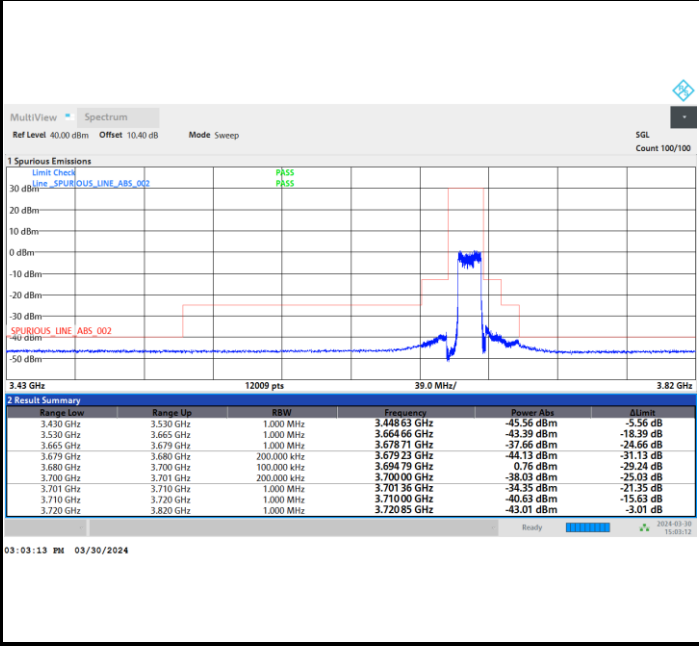 MultiView Spectrum
Ref Level 40.00 dBm Offset 10.40 dB Mode Sweep SGL
Count 100/100
1 Spurious Emissions
Limit Check PASS
Line _SPURIOUS_LINE_ABS_002 PASS
30 dBm
20 dBm
10 dBm
0 dBm
-10 dBm
-20 dBm
-30 dBm
_SPURIOUS_LINE_ABS_002
-40 dBm
-50 dBm
3.43 GHz 12009 pts 39.0 MHz/ 3.82 GHz
2 Result Summary
Range Low Range Up RBW Frequency Power Abs ΔLimit
3.430 GHz 3.530 GHz 1.000 MHz 3.448 63 GHz -45.56 dBm -5.56 dB
3.530 GHz 3.665 GHz 1.000 MHz 3.664 66 GHz -43.39 dBm -18.39 dB
3.665 GHz 3.679 GHz 1.000 MHz 3.678 71 GHz -37.66 dBm -24.66 dB
3.679 GHz 3.680 GHz 200.000 kHz 3.679 23 GHz -44.13 dBm -31.13 dB
3.680 GHz 3.700 GHz 100.000 kHz 3.694 79 GHz 0.76 dBm -29.24 dB
3.700 GHz 3.701 GHz 200.000 kHz 3.700 00 GHz -38.03 dBm -25.03 dB
3.701 GHz 3.710 GHz 1.000 MHz 3.701 36 GHz -34.35 dBm -21.35 dB
3.710 GHz 3.720 GHz 1.000 MHz 3.710 00 GHz -40.63 dBm -15.63 dB
3.720 GHz 3.820 GHz 1.000 MHz 3.720 85 GHz -43.01 dBm -3.01 dB
Ready 2024-03-30
15:03:12
03:03:13 PM 03/30/2024